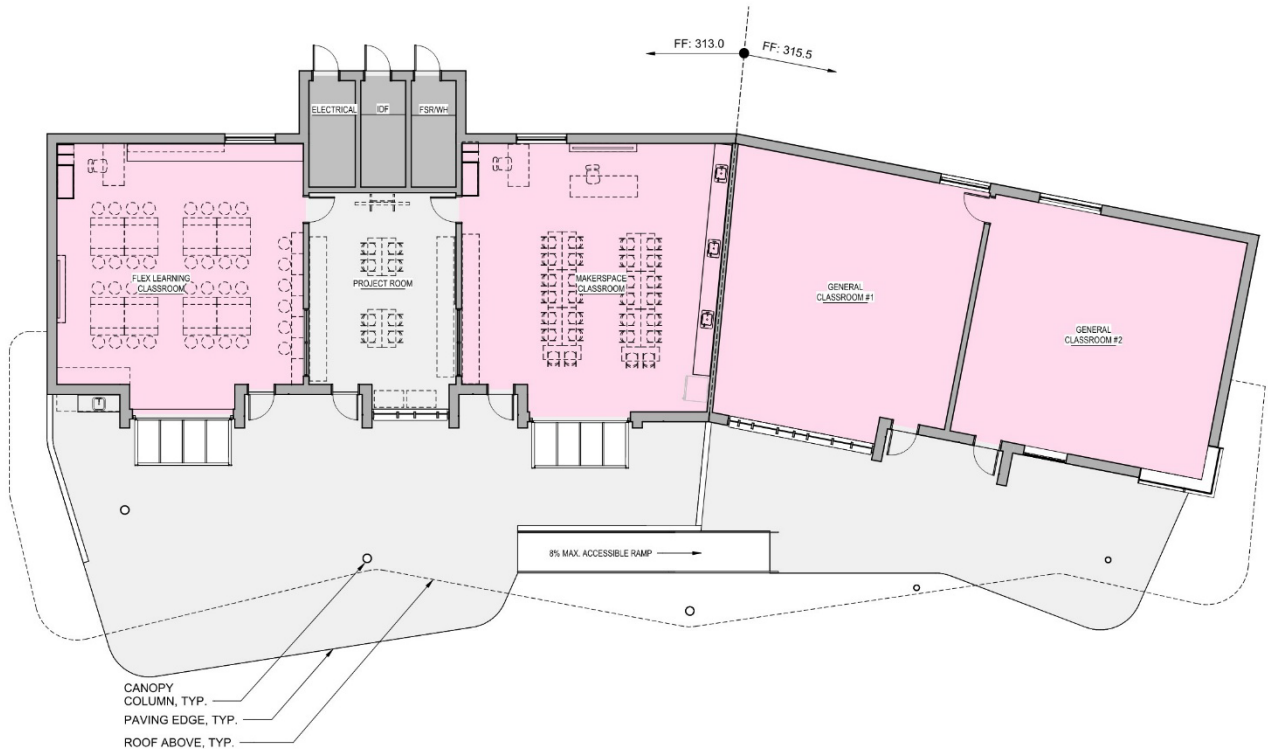 FF: 313.0
FF: 315.5
ELECTRICAL
IDF
FSR/WH
FLEX LEARNING
CLASSROOM
PROJECT ROOM
MAKERSPACE
CLASSROOM
GENERAL
CLASSROOM #1
GENERAL
CLASSROOM #2
8% MAX. ACCESSIBLE RAMP
CANOPY
COLUMN, TYP.
PAVING EDGE, TYP.
ROOF ABOVE, TYP.